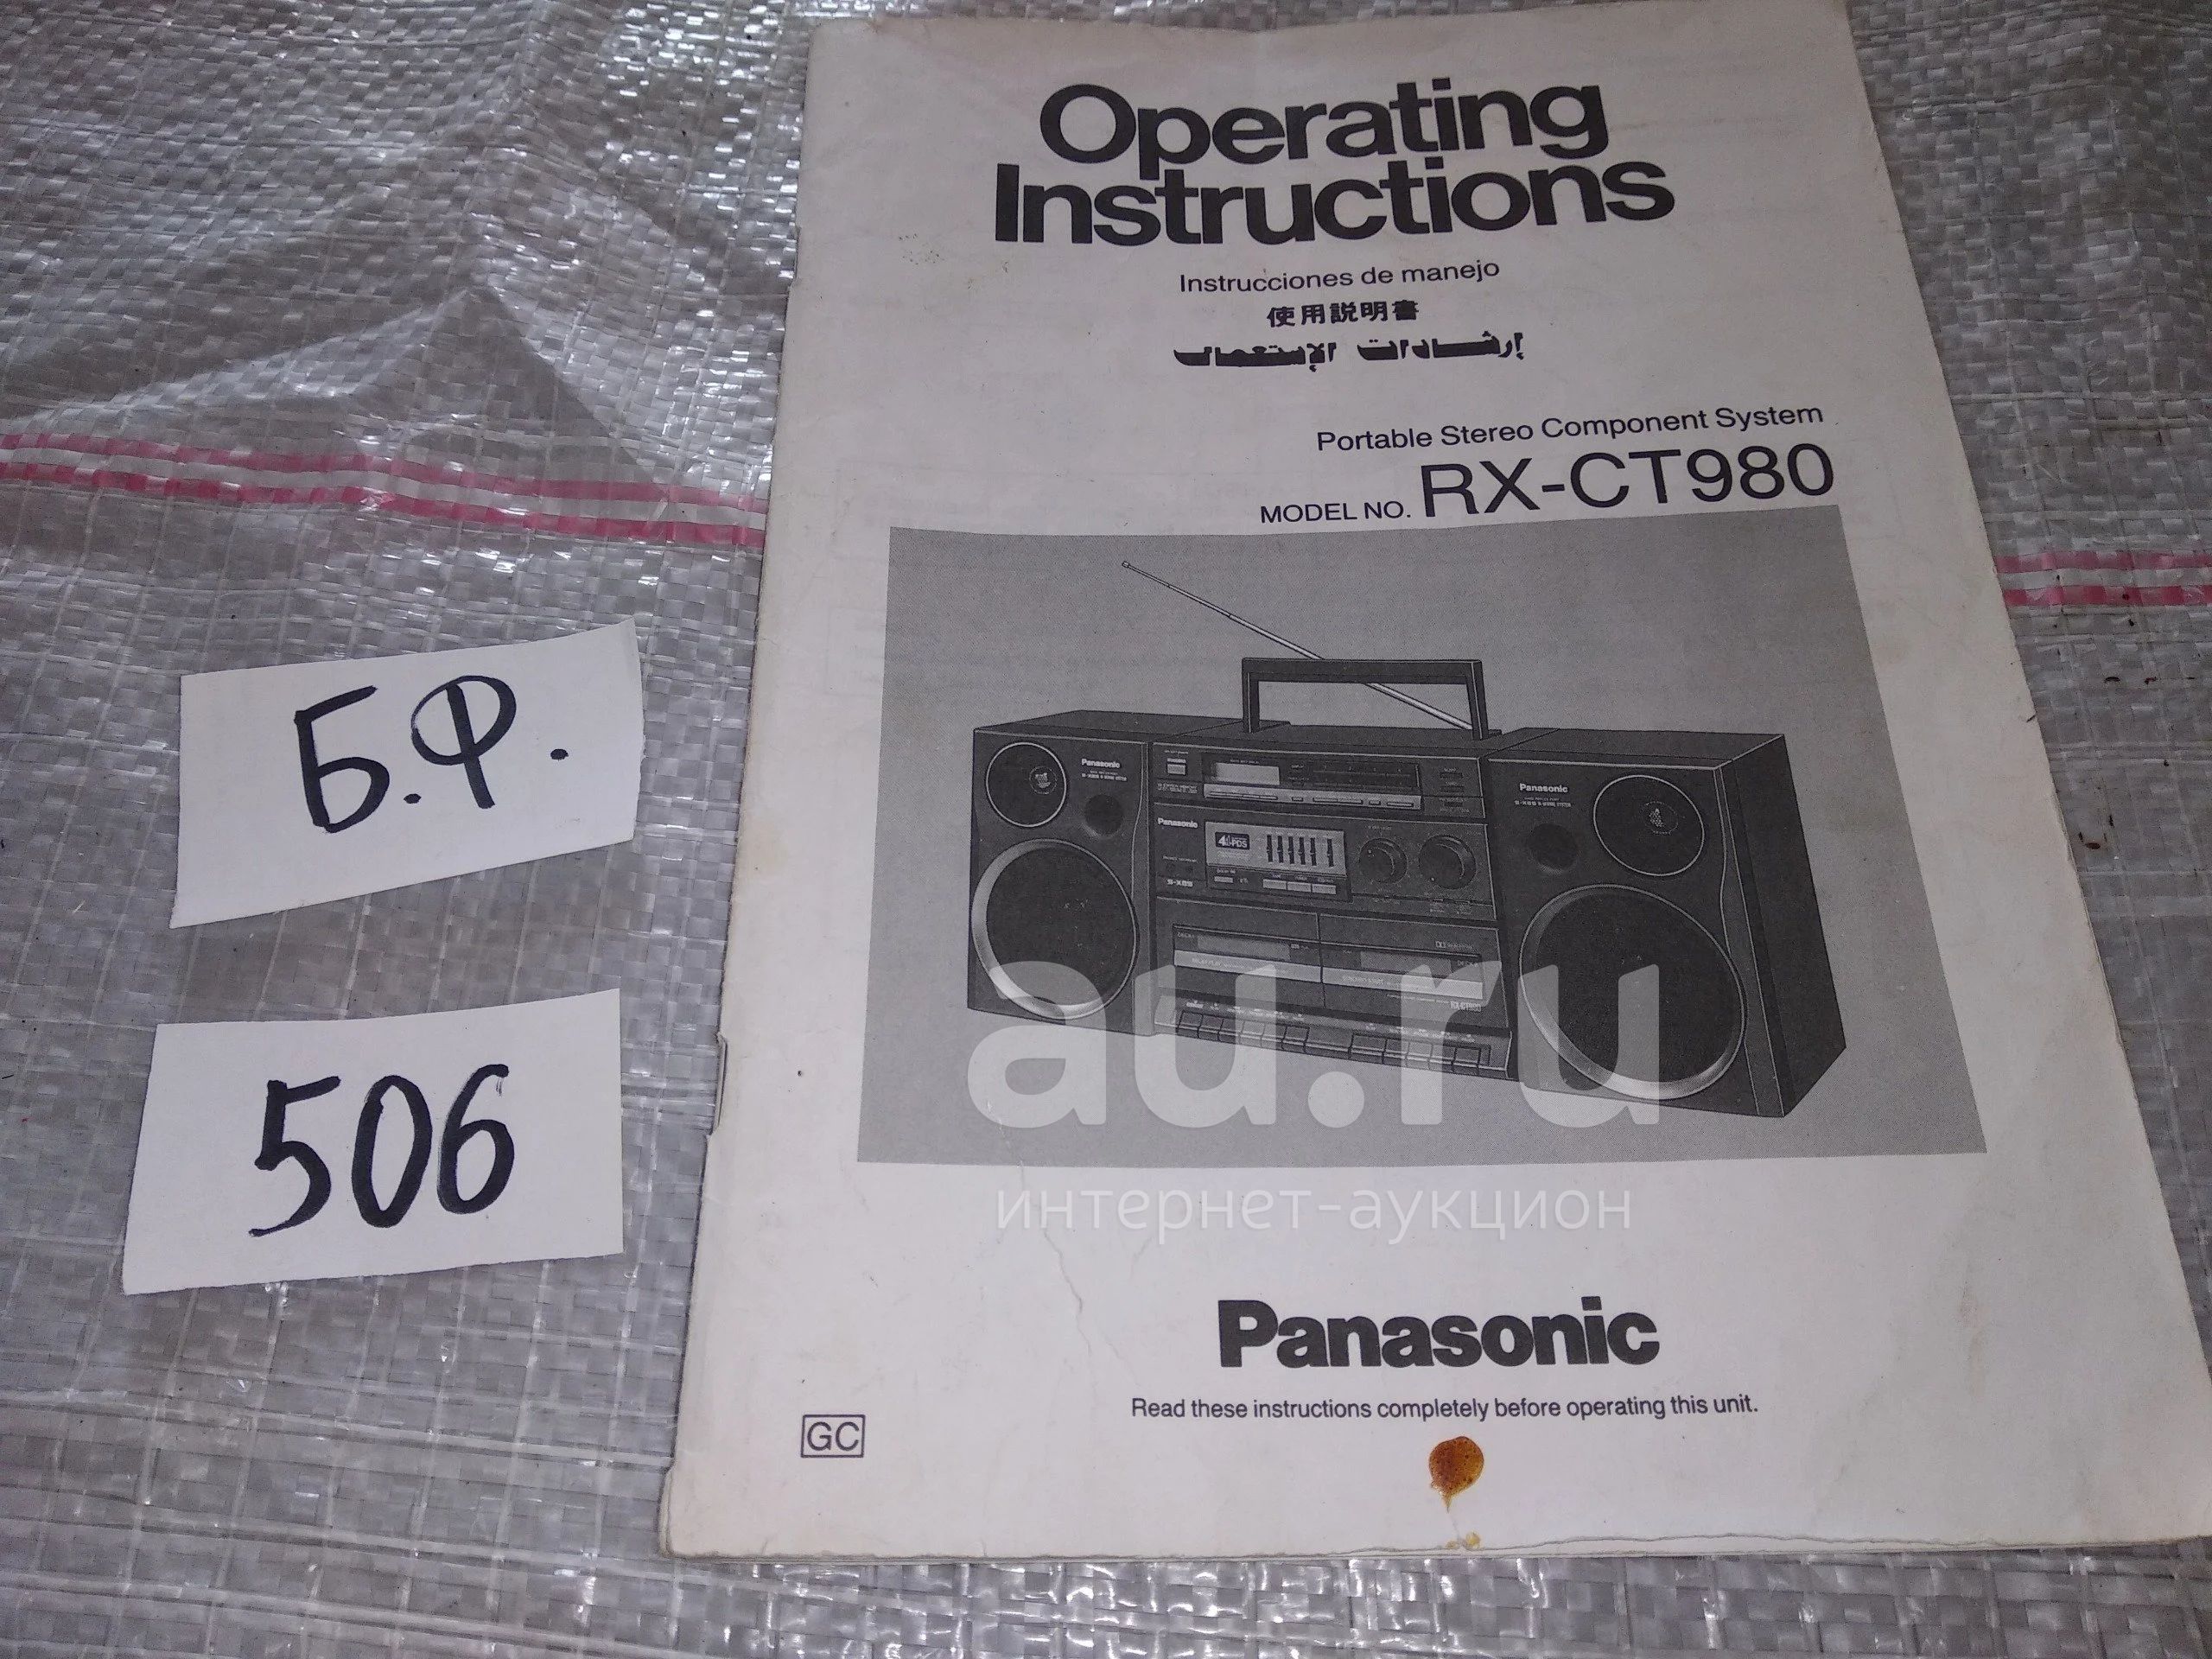 Operating
Instructions
Instrucciones de manejo
使用説明書
إرشادات الإستعمال
Portable Stereo Component System
MODEL NO. RX-CT980
Panasonic
Panasonic
Panasonic
RX-CT980
Б.Ф.
506
au.ru
интернет-аукцион
Panasonic
Read these instructions completely before operating this unit.
GC